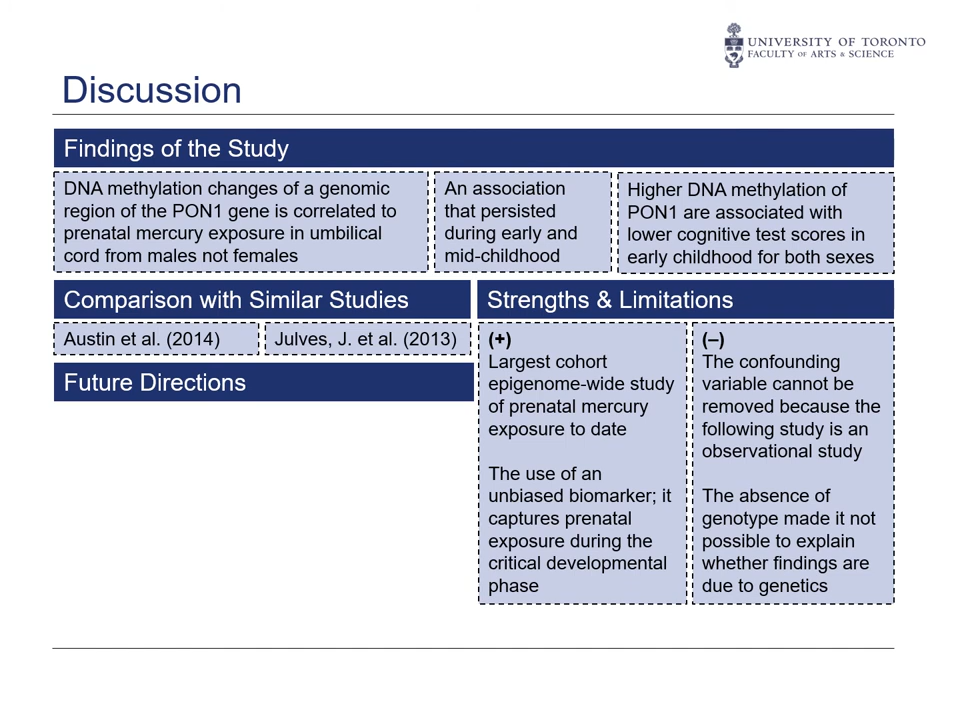 UNIVERSITY OF TORONTO
FACULTY OF ARTS & SCIENCE
Discussion
Findings of the Study
DNA methylation changes of a genomic
region of the PON1 gene is correlated to
prenatal mercury exposure in umbilical
cord from males not females
An association
that persisted
during early and
mid-childhood
Higher DNA methylation of
PON1 are associated with
lower cognitive test scores in
early childhood for both sexes
Comparison with Similar Studies
Austin et al. (2014)
Julves, J. et al. (2013)
Future Directions
Strengths & Limitations
(+)
Largest cohort
epigenome-wide study
of prenatal mercury
exposure to date
The use of an
unbiased biomarker; it
captures prenatal
exposure during the
critical developmental
phase
(–)
The confounding
variable cannot be
removed because the
following study is an
observational study
The absence of
genotype made it not
possible to explain
whether findings are
due to genetics